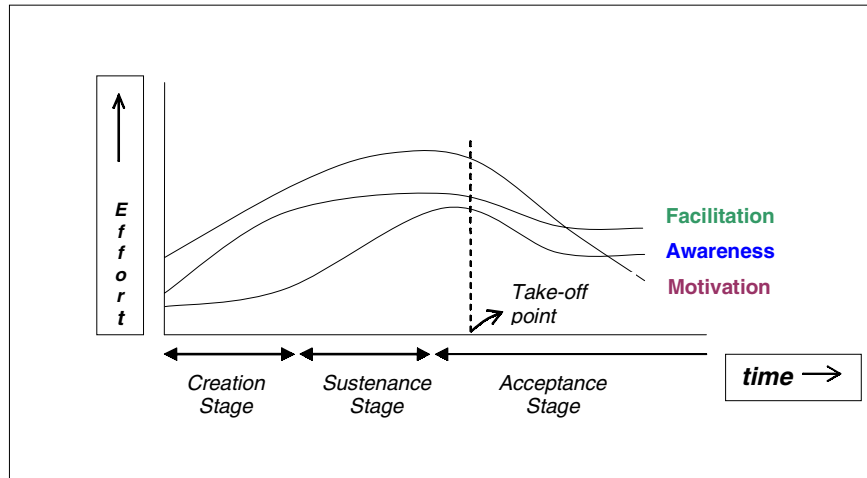 Effort
Facilitation
Awareness
Motivation
Take-off
point
Creation
Stage
Sustenance
Stage
Acceptance
Stage
time